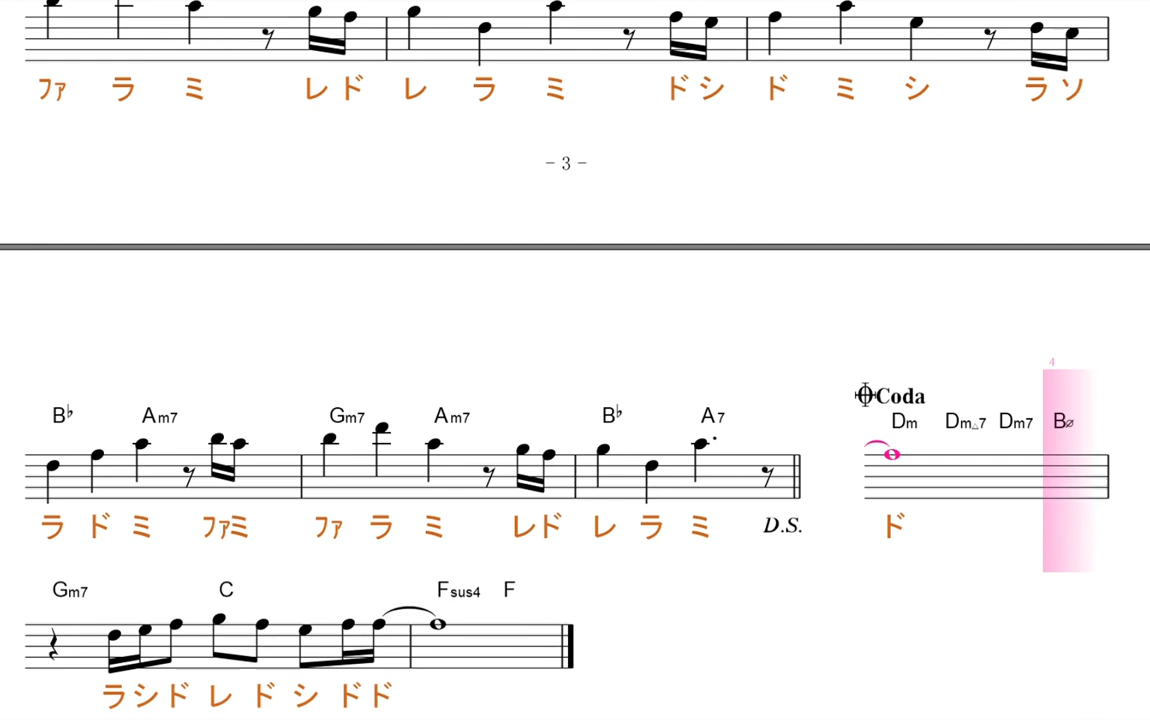 ファ ラ ミ レ ド レ ラ ミ ド シ ド ミ シ ラ ソ
- 3 -
4
Coda
B♭ Am7 Gm7 Am7 B♭ A7 Dm Dm△7 Dm7 Bø
ラ ド ミ ファ ミ ファ ラ ミ レ ド レ ラ ミ D.S. ド
Gm7 C Fsus4 F
ラ シ ド レ ド シ ド ド